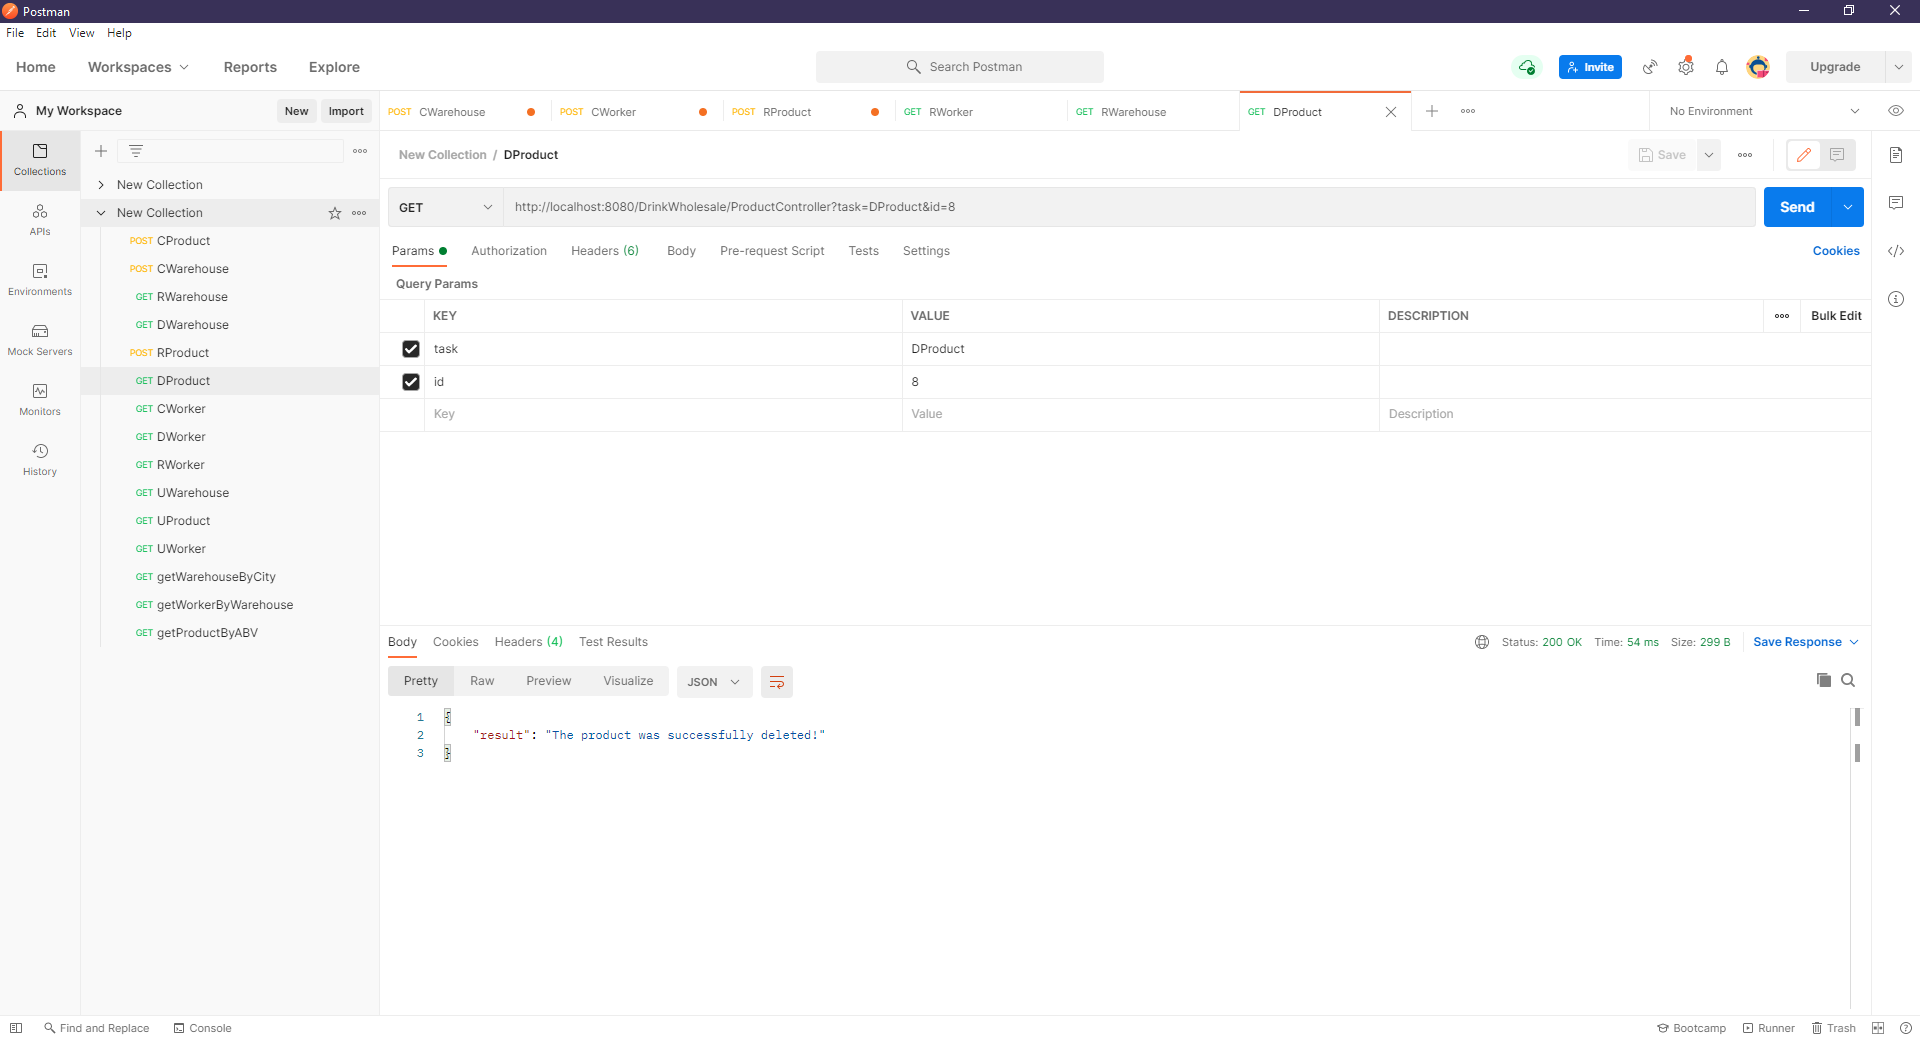 Postman
File Edit View Help
Home Workspaces Reports Explore
Search Postman
Invite
Upgrade
My Workspace
New Import
POST CWarehouse
POST CWorker
POST RProduct
GET RWorker
GET RWarehouse
GET DProduct
No Environment
Collections
APIs
Environments
Mock Servers
Monitors
History
New Collection
New Collection
POST CProduct
POST CWarehouse
GET RWarehouse
GET DWarehouse
POST RProduct
GET DProduct
GET CWorker
GET DWorker
GET RWorker
GET UWarehouse
GET UProduct
GET UWorker
GET getWarehouseByCity
GET getWorkerByWarehouse
GET getProductByABV
New Collection / DProduct
Save
GET http://localhost:8080/DrinkWholesale/ProductController?task=DProduct&id=8
Send
Params Authorization Headers (6) Body Pre-request Script Tests Settings
Cookies
Query Params
KEY VALUE DESCRIPTION Bulk Edit
task DProduct
id 8
Key Value Description
Body Cookies Headers (4) Test Results
Status: 200 OK Time: 54 ms Size: 299 B Save Response
Pretty Raw Preview Visualize JSON
1 {
2 "result": "The product was successfully deleted!"
3 }
Find and Replace Console
Bootcamp Runner Trash